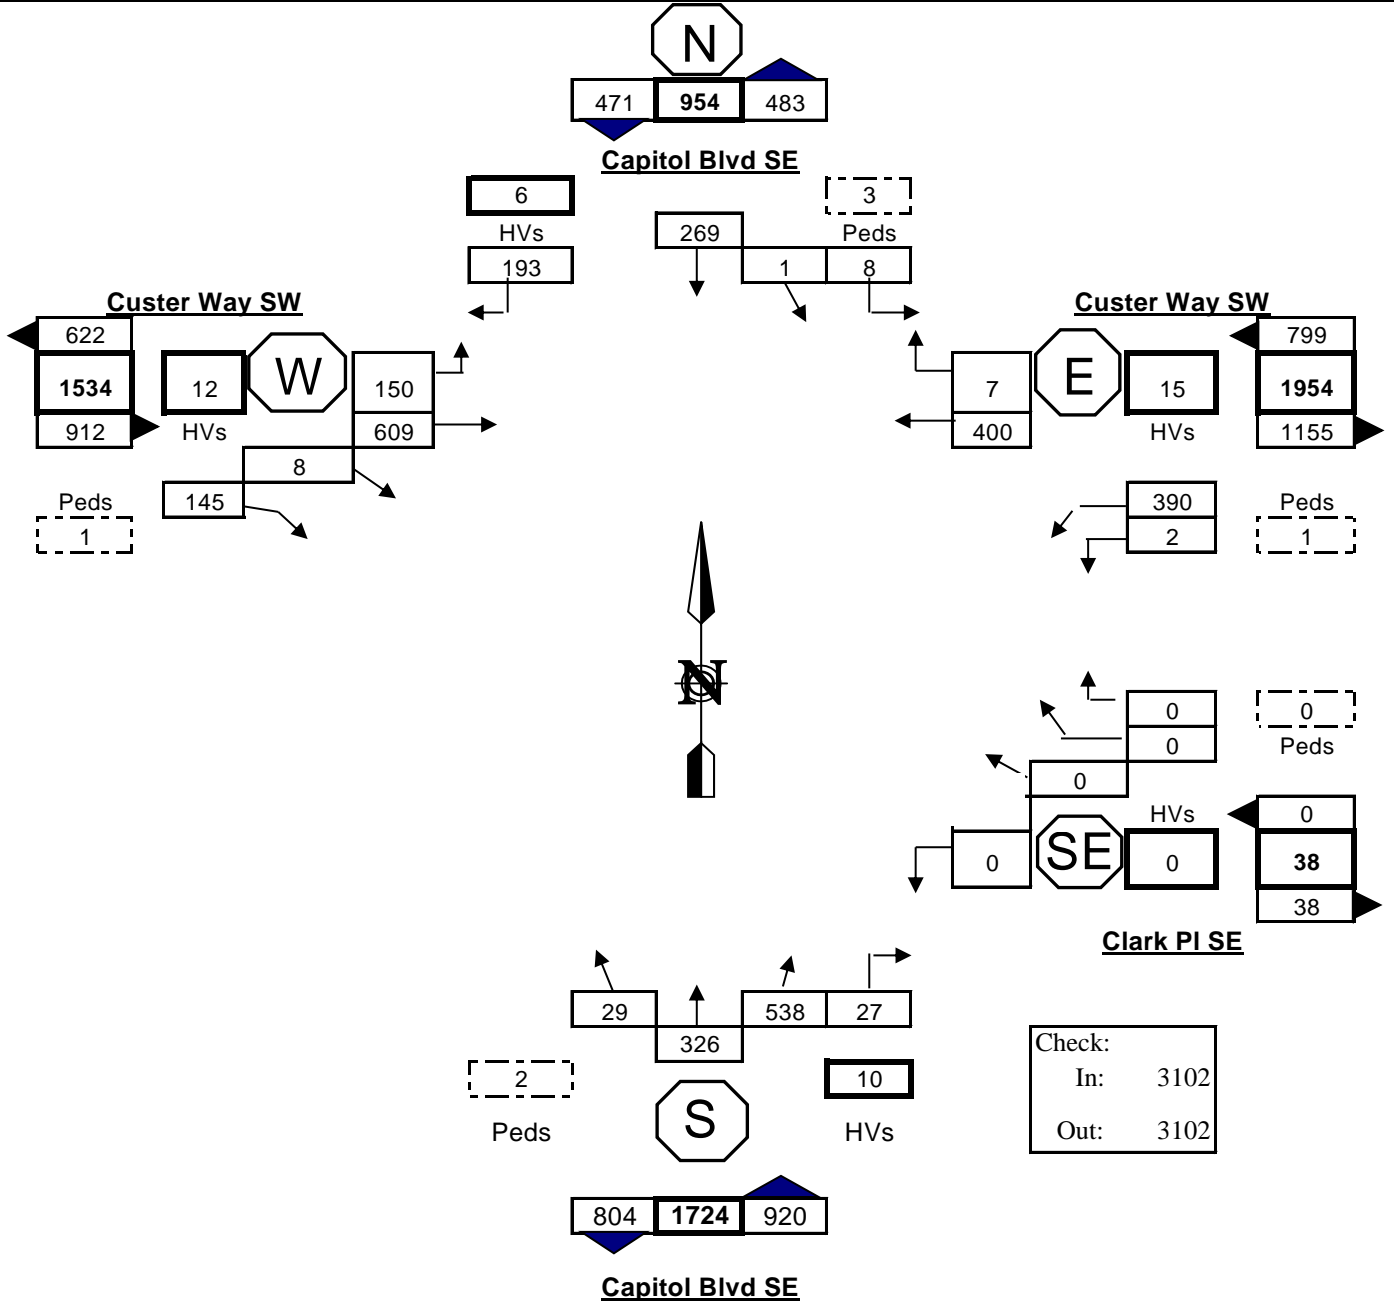 N
471 954 483
Capitol Blvd SE
6 3
HVs 269 Peds
193 1 8
Custer Way SW Custer Way SW
622 799
1534 12 W 150 7 E 15 1954
912 HVs 609 400 HVs 1155
8
Peds 145 390 Peds
1 2 1
N
0 0
0 Peds
0
HVs 0
0 SE 0 38
38
Clark Pl SE
29 538 27
326
Check:
2 10 In: 3102
S
Peds HVs Out: 3102
804 1724 920
Capitol Blvd SE